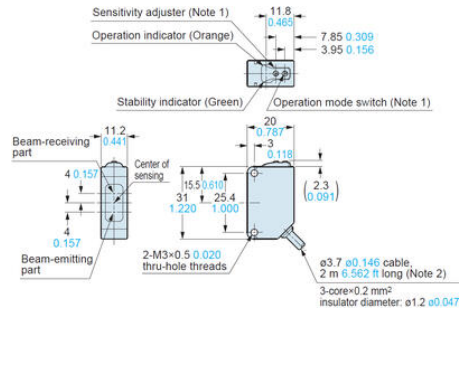 Sensitivity adjuster (Note 1)
11.8
0.465
Operation indicator (Orange)
7.85 0.309
3.95 0.156
Stability indicator (Green)
Operation mode switch (Note 1)
11.2
0.441
20
0.787
3
0.118
Beam-receiving
part
Center of
sensing
4 0.157
15.5 0.610
31
1.220
25.4
1.000
(2.3
0.091)
4
0.157
Beam-emitting
part
2-M3×0.5 0.020
thru-hole threads
ø3.7 ø0.146 cable,
2 m 6.562 ft long (Note 2)
3-core×0.2 mm²
insulator diameter: ø1.2 ø0.047